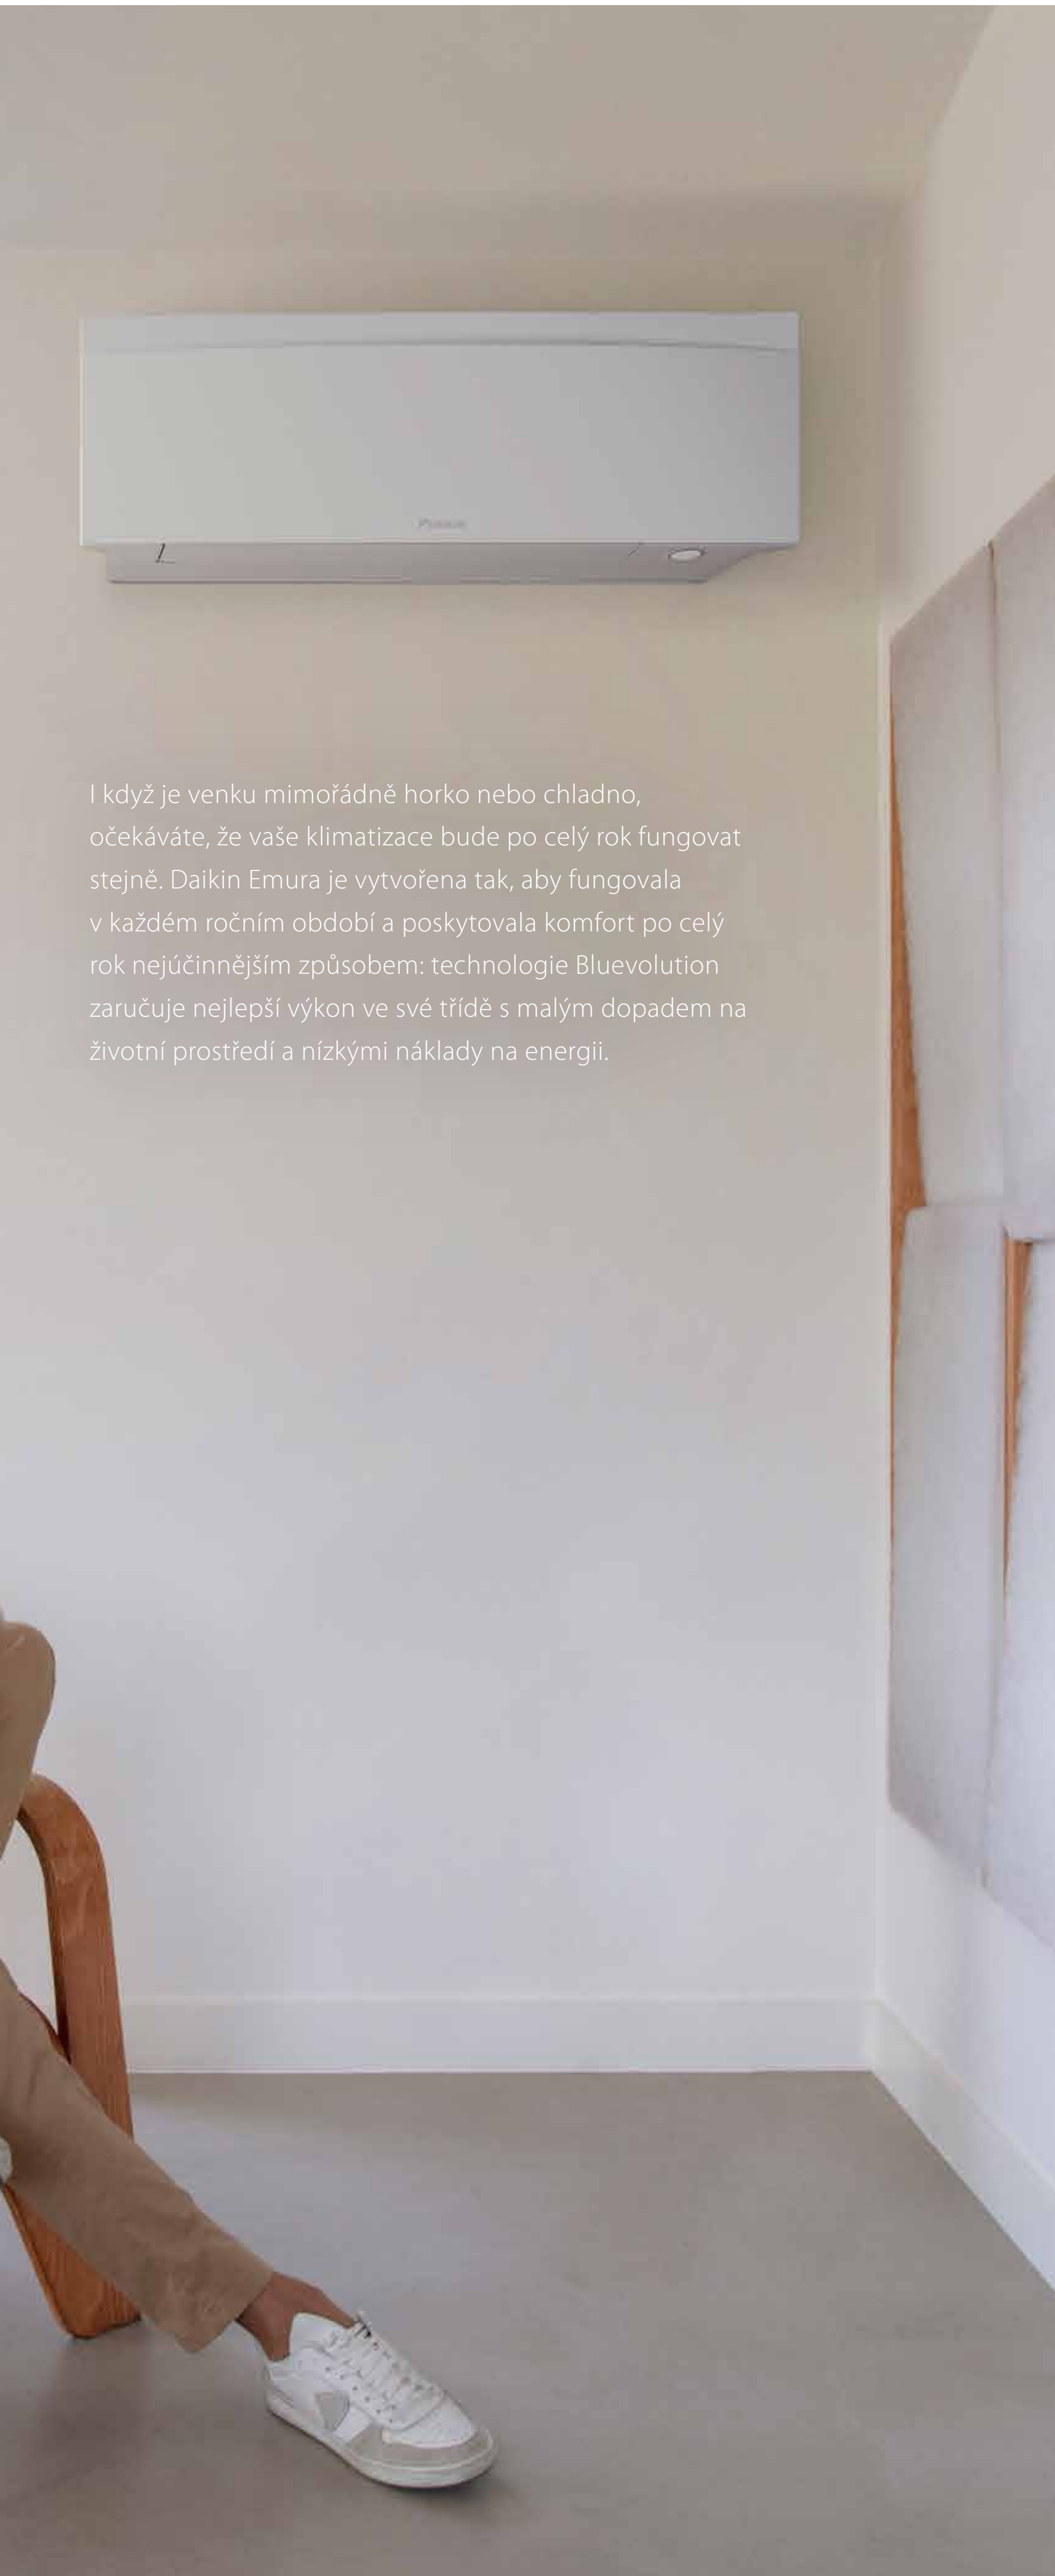 I když je venku mimořádně horko nebo chladno,
očekáváte, že vaše klimatizace bude po celý rok fungovat
stejně. Daikin Emura je vytvořena tak, aby fungovala
v každém ročním období a poskytovala komfort po celý
rok nejúčinnějším způsobem: technologie Bluevolution
zaručuje nejlepší výkon ve své třídě s malým dopadem na
životní prostředí a nízkými náklady na energii.